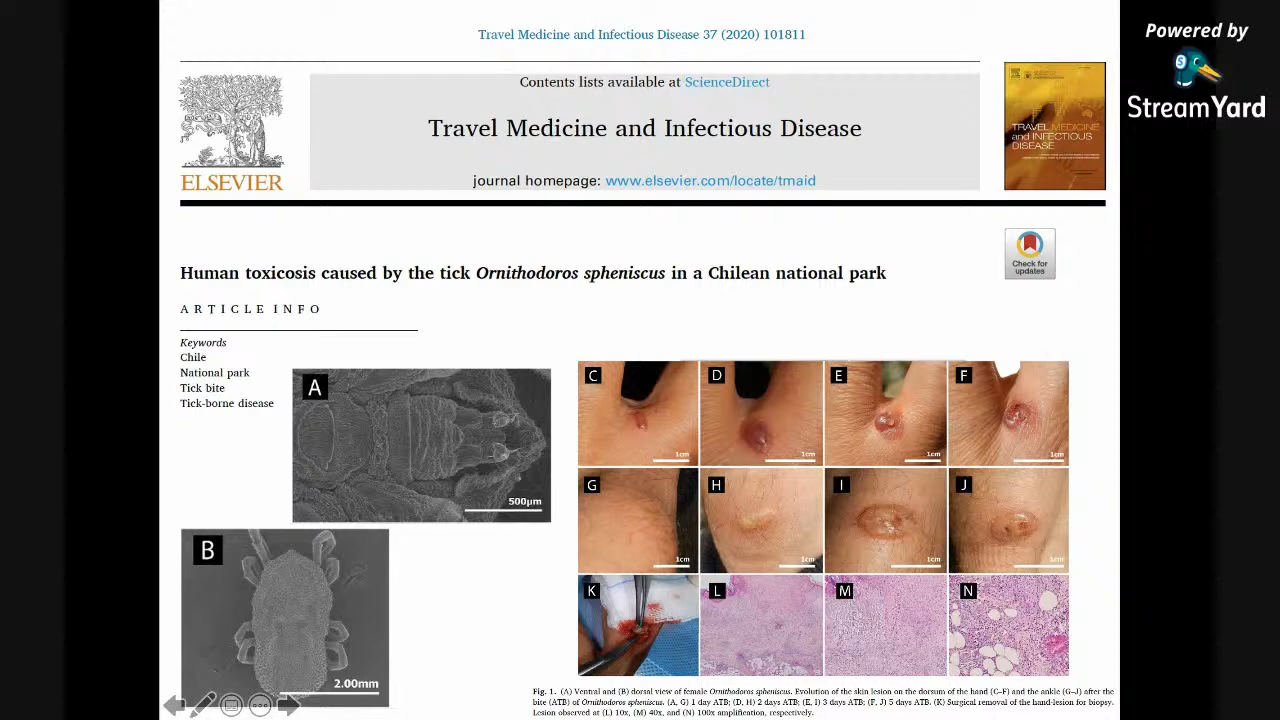 Travel Medicine and Infectious Disease 37 (2020) 101811
Powered by
StreamYard
Contents lists available at ScienceDirect
Travel Medicine and Infectious Disease
journal homepage: www.elsevier.com/locate/tmaid
ELSEVIER
TRAVEL MEDICINE
and INFECTIOUS
DISEASE
Check for
updates
Human toxicosis caused by the tick Ornithodoros spheniscus in a Chilean national park
ARTICLE INFO
Keywords
Chile
National park
Tick bite
Tick-borne disease
A
500µm
B
2.00mm
C
1cm
D
1cm
E
1cm
F
1cm
G
1cm
H
1cm
I
1cm
J
1cm
K
L
M
N
Fig. 1. (A) Ventral and (B) dorsal view of female Ornithodoros spheniscus. Evolution of the skin lesion on the dorsum of the hand (C–F) and the ankle (G–J) after the
bite (ATB) of Ornithodoros spheniscus. (A, G) 1 day ATB; (D, H) 2 days ATB; (E, I) 3 days ATB; (F, J) 5 days ATB. (K) Surgical removal of the hand-lesion for biopsy.
Lesion observed at (L) 10x, (M) 40x, and (N) 100x amplification, respectively.